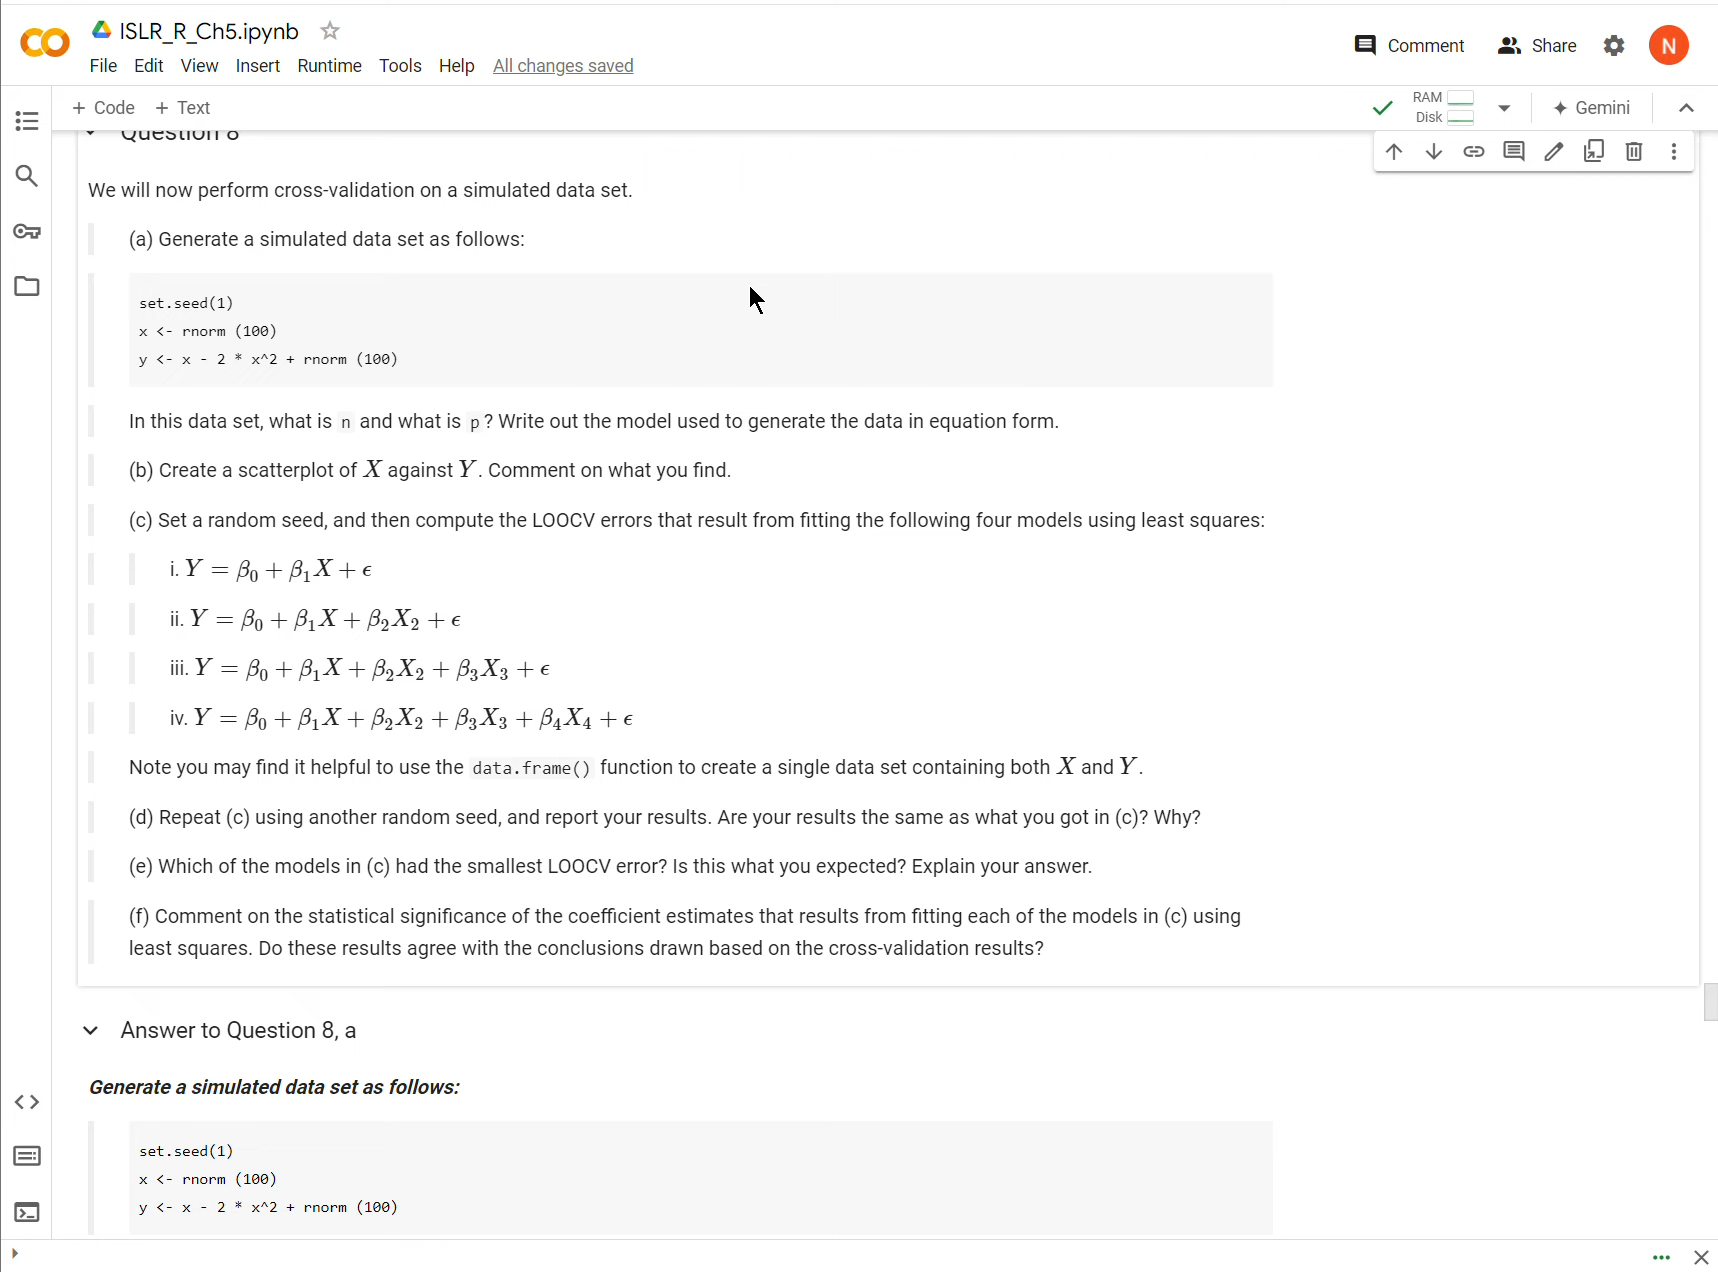 ISLR_R_Ch5.ipynb
Comment
Share
N
File Edit View Insert Runtime Tools Help All changes saved
+ Code + Text
RAM
Disk
Gemini
Question 8
We will now perform cross-validation on a simulated data set.
(a) Generate a simulated data set as follows:
set.seed(1)
x <- rnorm (100)
y <- x - 2 * x^2 + rnorm (100)
In this data set, what is n and what is p? Write out the model used to generate the data in equation form.
(b) Create a scatterplot of X against Y. Comment on what you find.
(c) Set a random seed, and then compute the LOOCV errors that result from fitting the following four models using least squares:
i. Y = β₀ + β₁X + ϵ
ii. Y = β₀ + β₁X + β₂X₂ + ϵ
iii. Y = β₀ + β₁X + β₂X₂ + β₃X₃ + ϵ
iv. Y = β₀ + β₁X + β₂X₂ + β₃X₃ + β₄X₄ + ϵ
Note you may find it helpful to use the data.frame() function to create a single data set containing both X and Y.
(d) Repeat (c) using another random seed, and report your results. Are your results the same as what you got in (c)? Why?
(e) Which of the models in (c) had the smallest LOOCV error? Is this what you expected? Explain your answer.
(f) Comment on the statistical significance of the coefficient estimates that results from fitting each of the models in (c) using
least squares. Do these results agree with the conclusions drawn based on the cross-validation results?
Answer to Question 8, a
Generate a simulated data set as follows:
set.seed(1)
x <- rnorm (100)
y <- x - 2 * x^2 + rnorm (100)